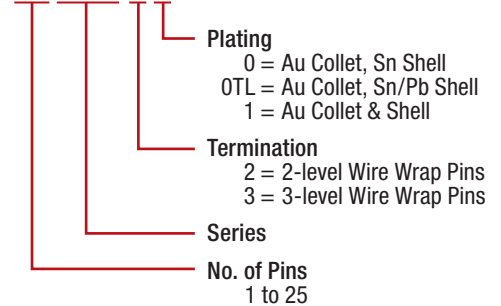 Plating
0 = Au Collet, Sn Shell
0TL = Au Collet, Sn/Pb Shell
1 = Au Collet & Shell
Termination
2 = 2-level Wire Wrap Pins
3 = 3-level Wire Wrap Pins
Series
No. of Pins
1 to 25